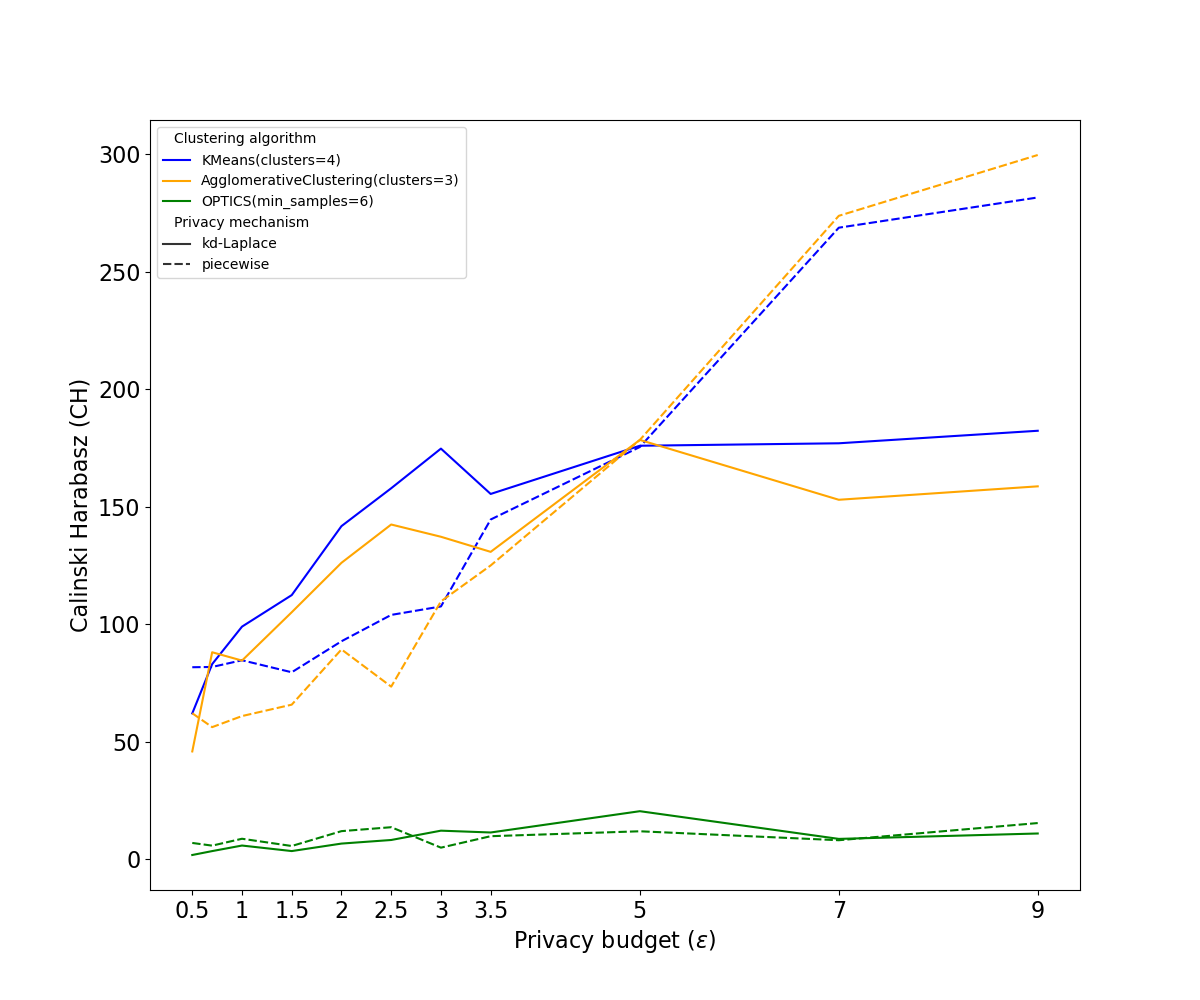 Clustering algorithm
KMeans(clusters=4)
AgglomerativeClustering(clusters=3)
OPTICS(min_samples=6)
Privacy mechanism
kd-Laplace
piecewise
300
250
200
150
100
50
0
Calinski Harabasz (CH)
0.5 1 1.5 2 2.5 3 3.5 5 7 9
Privacy budget (ε)